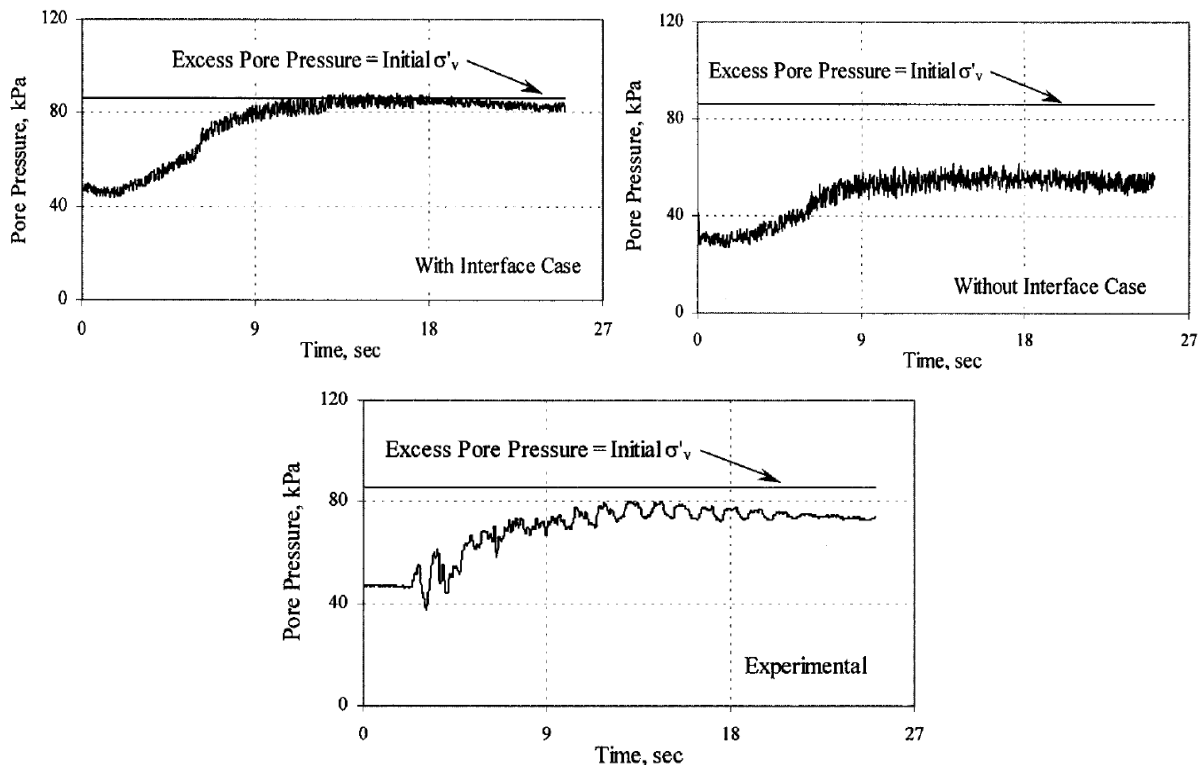 120
80
40
0
Pore Pressure, kPa
Excess Pore Pressure = Initial σ'v
With Interface Case
0 9 18 27
Time, sec
120
80
40
0
Pore Pressure, kPa
Excess Pore Pressure = Initial σ'v
Without Interface Case
0 9 18 27
Time, sec
120
80
40
0
Pore Pressure, kPa
Excess Pore Pressure = Initial σ'v
Experimental
0 9 18 27
Time, sec